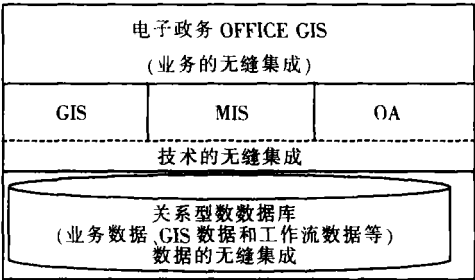 电子政务 OFFICE GIS
(业务的无缝集成)
GIS MIS OA
技术的无缝集成
关系型数数据库
(业务数据、GIS 数据和工作流数据等)
数据的无缝集成